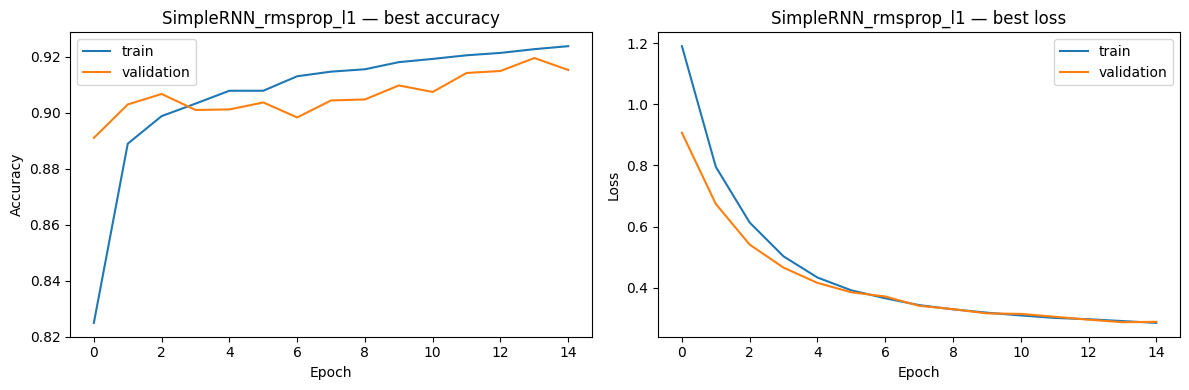 SimpleRNN_rmsprop_l1 — best accuracy
train
validation
0.92
0.90
0.88
0.86
0.84
0.82
Accuracy
0 2 4 6 8 10 12 14
Epoch
SimpleRNN_rmsprop_l1 — best loss
train
validation
1.2
1.0
0.8
0.6
0.4
Loss
0 2 4 6 8 10 12 14
Epoch